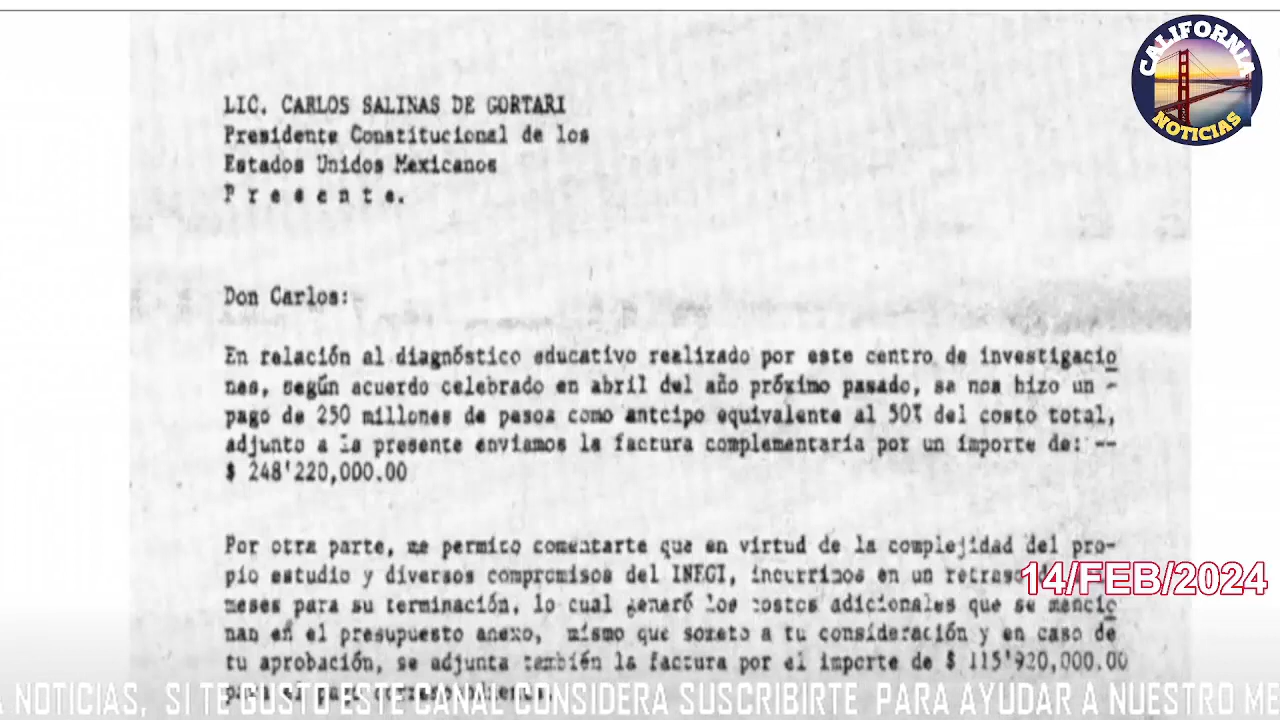 CALIFORNIA
NOTICIAS
LIC. CARLOS SALINAS DE GORTARI
Presidente Constitucional de los
Estados Unidos Mexicanos
P r e s e n t e.
Don Carlos:
En relación al diagnóstico educativo realizado por este centro de investigacio
nes, según acuerdo celebrado en abril del año próximo pasado, se nos hizo un -
pago de 250 millones de pesos como antcipo equivalente al 50% del costo total,
adjunto a la presente enviamos la factura complementaria por un importe de: --
$ 248'220,000.00
Por otra parte, me permito comentarte que en virtud de la complejidad del pro-
pio estudio y diversos compromisos del INEGI, incurrimos en un retraso
14/FEB/2024
meses para su terminación, lo cual generó los costos adicionales que se mencio
nan en el presupuesto anexo, mismo que someto a tu consideración y en caso de
tu aprobación, se adjunta también la factura por el importe de $ 115'920,000.00
A NOTICIAS, SI TE GUSTO ESTE CANAL CONSIDERA SUSCRIBIRTE PARA AYUDAR A NUESTRO ME